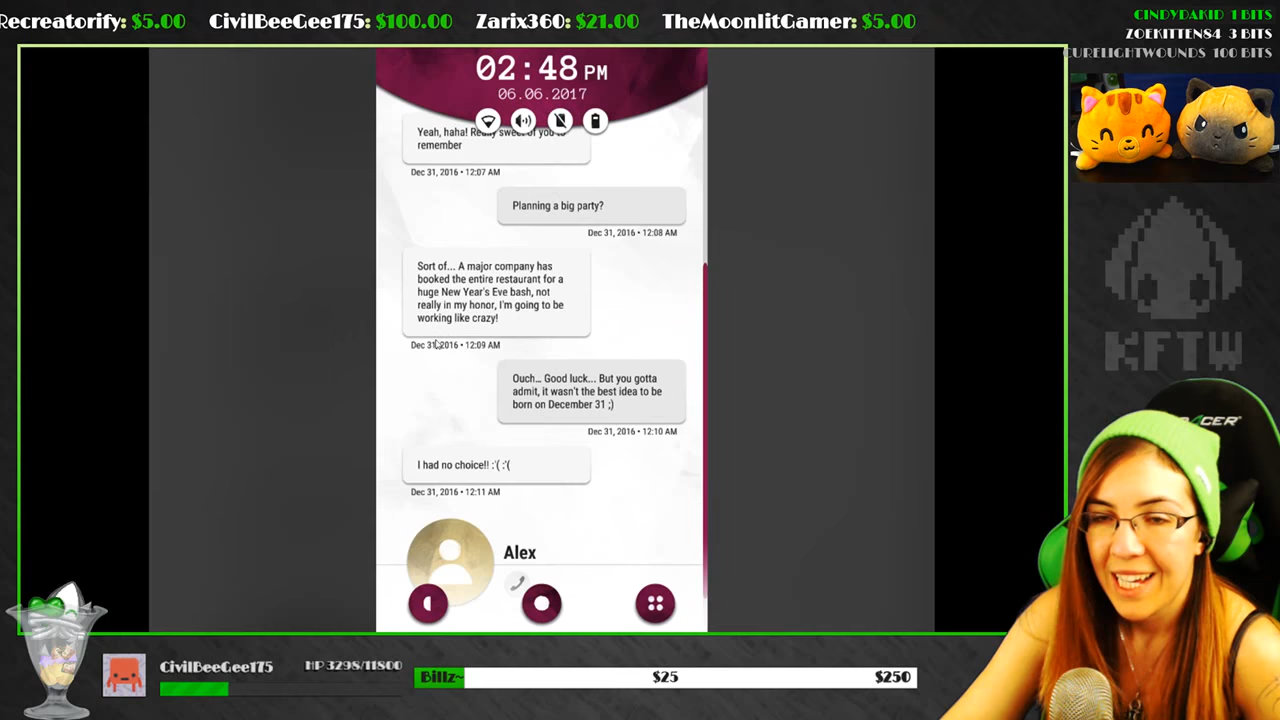 Recreatorify: $5.00 CivilBeeGee175: $100.00 Zarix360: $21.00 TheMoonlitGamer: $5.00
CINDYDAKID 1 BITS
ZOEKITTENS4 3 BITS
CURELIGHTWOUNDS 100 BITS
02:48 PM
06.06.2017
Yeah, haha! Really sweet of you to
remember
Dec 31, 2016 • 12:07 AM
Planning a big party?
Dec 31, 2016 • 12:08 AM
Sort of... A major company has
booked the entire restaurant for a
huge New Year's Eve bash, not
really in my honor, I'm going to be
working like crazy!
Dec 31, 2016 • 12:09 AM
Ouch... Good luck... But you gotta
admit, it wasn't the best idea to be
born on December 31 ;)
Dec 31, 2016 • 12:10 AM
I had no choice!! :'( :'(
Dec 31, 2016 • 12:11 AM
Alex
KFTW
RACER
CivilBeeGee175 HP 3298/11800
Billz~ $25 $250